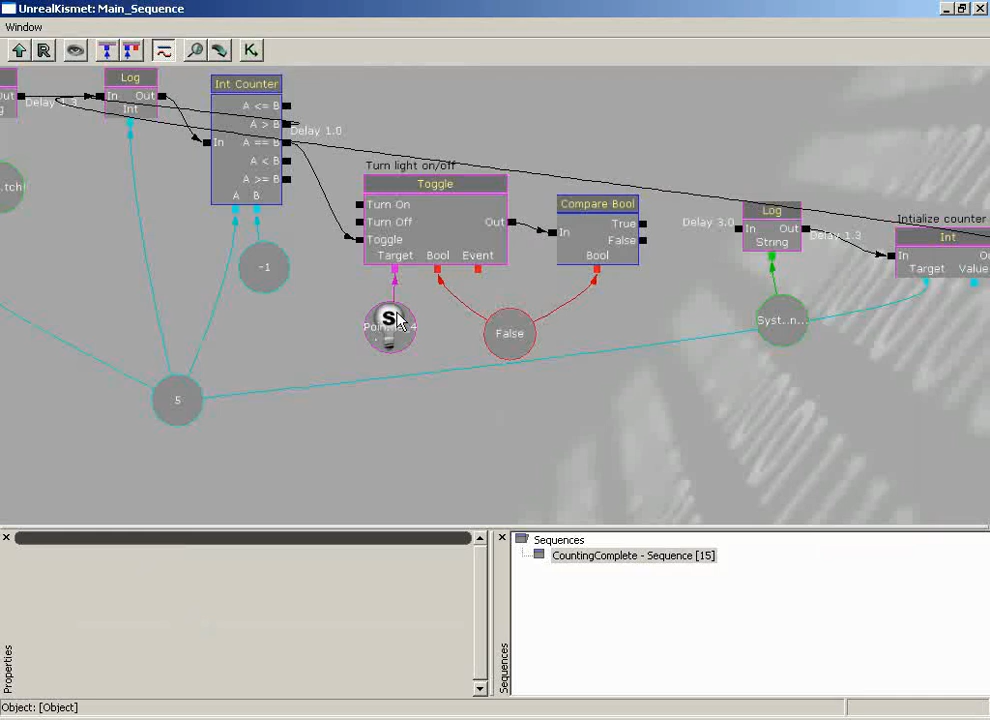 UnrealKismet: Main_Sequence
Window
Log
In Out
Int
Delay 1.3
Int Counter
A <= B
A > B
A == B
A < B
A >= B
In
A B
Delay 1.0
-1
5
Turn light on/off
Toggle
Turn On
Turn Off
Toggle
Out
Target Bool Event
Compare Bool
In
True
False
Bool
False
Delay 3.0
Log
In Out
String
Delay 1.3
Syst..n...
Intialize counter
Int
In
Target Value
Sequences
CountingComplete - Sequence [15]
Properties
Sequences
Object: [Object]